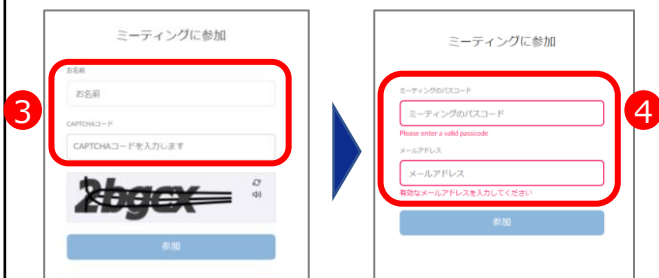 ミーティングに参加
お名前
お名前
CAPTCHAコード
CAPTCHAコードを入力します
2bgcx
参加
3
ミーティングに参加
ミーティングのパスコード
ミーティングのパスコード
Please enter a valid passcode
メールアドレス
メールアドレス
有効なメールアドレスを入力してください
参加
4